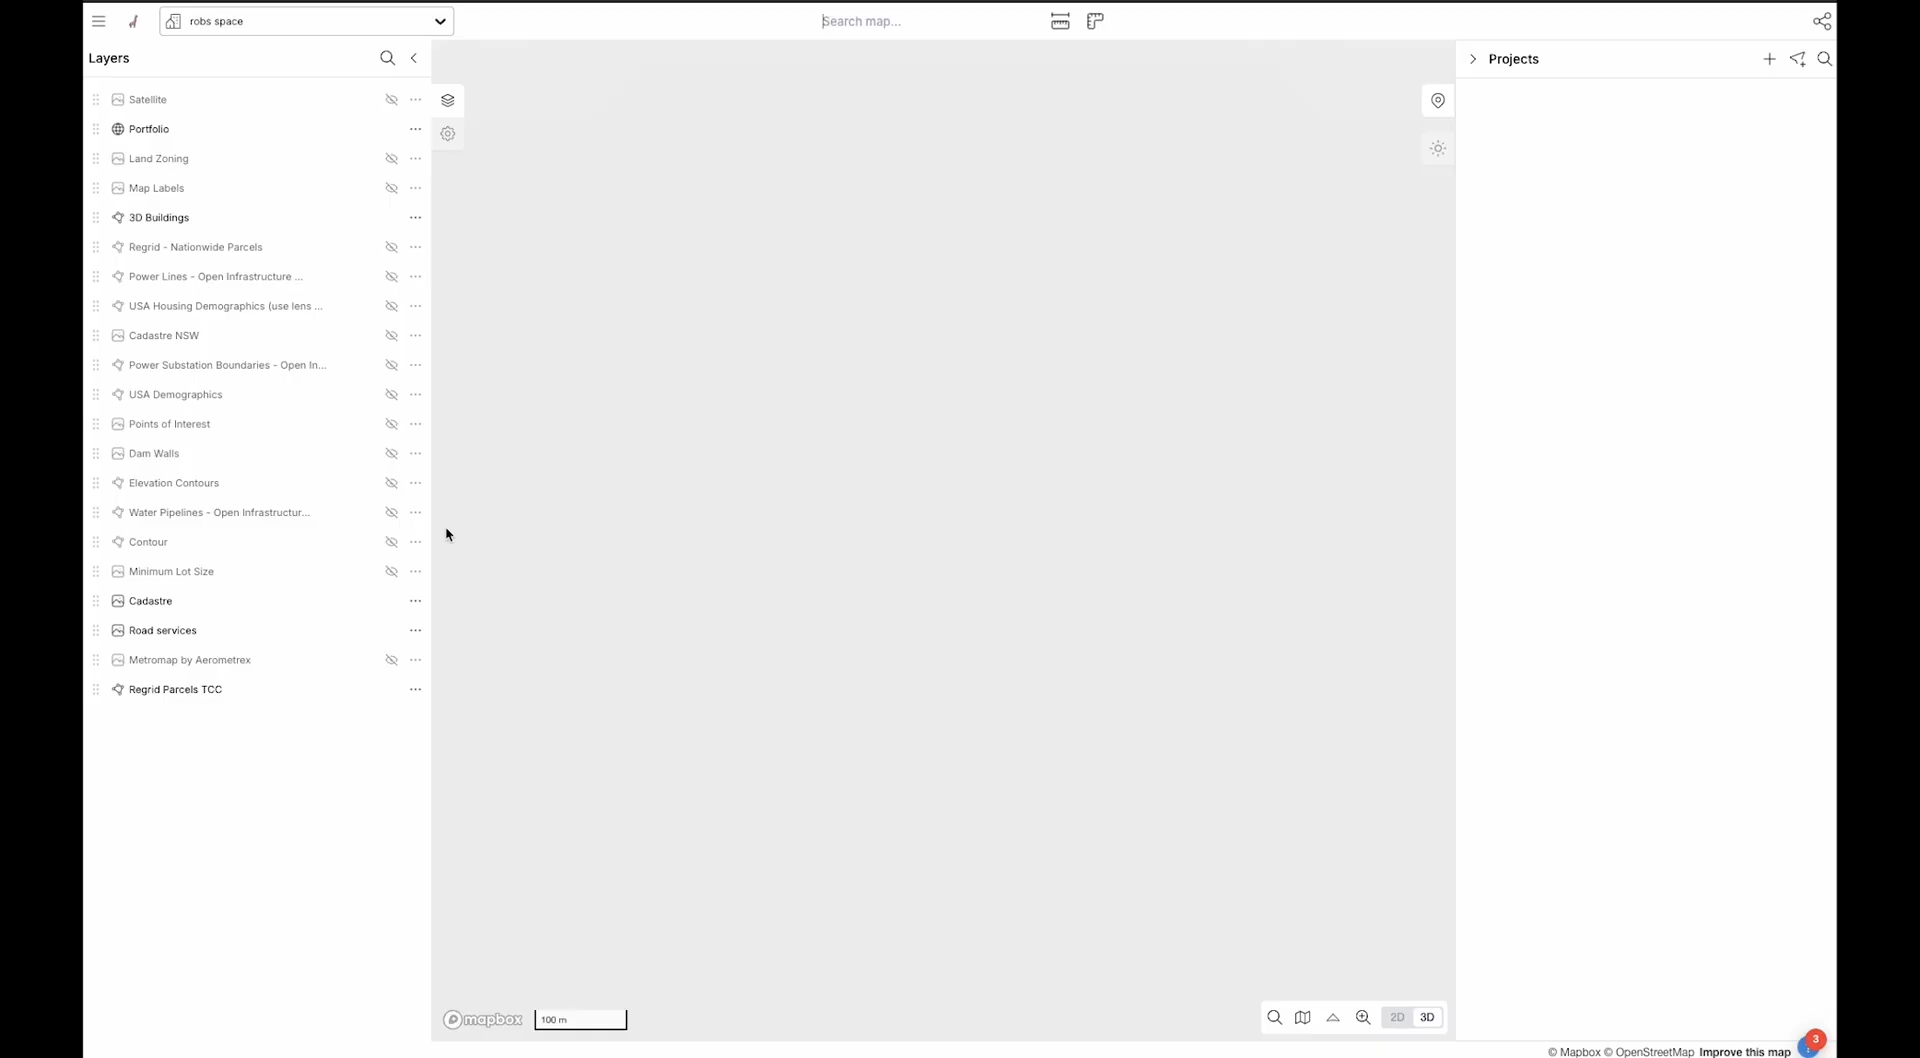 robs space
Search map...
Layers
Projects
Satellite
Portfolio
Land Zoning
Map Labels
3D Buildings
Regrid - Nationwide Parcels
Power Lines - Open Infrastructure ...
USA Housing Demographics (use lens ...
Cadastre NSW
Power Substation Boundaries - Open In...
USA Demographics
Points of Interest
Dam Walls
Elevation Contours
Water Pipelines - Open Infrastructur...
Contour
Minimum Lot Size
Cadastre
Road services
Metromap by Aerometrex
Regrid Parcels TCC
mapbox
100 m
2D 3D
3
© Mapbox © OpenStreetMap Improve this map